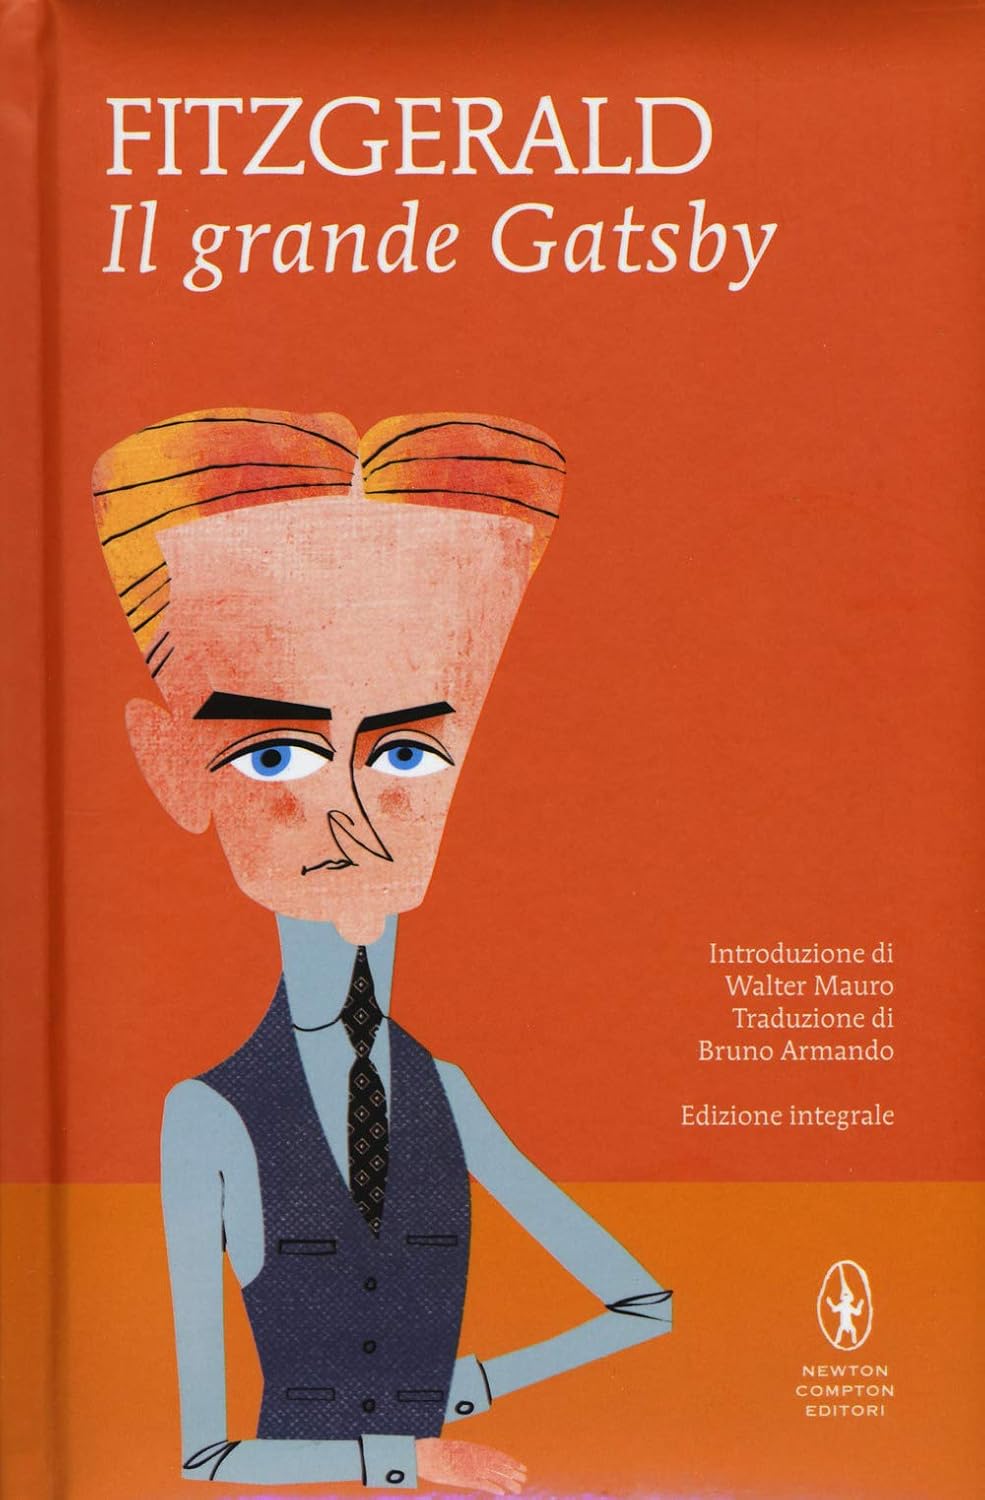 FITZGERALD
Il grande Gatsby
Introduzione di
Walter Mauro
Traduzione di
Bruno Armando
Edizione integrale
NEWTON
COMPTON
EDITORI